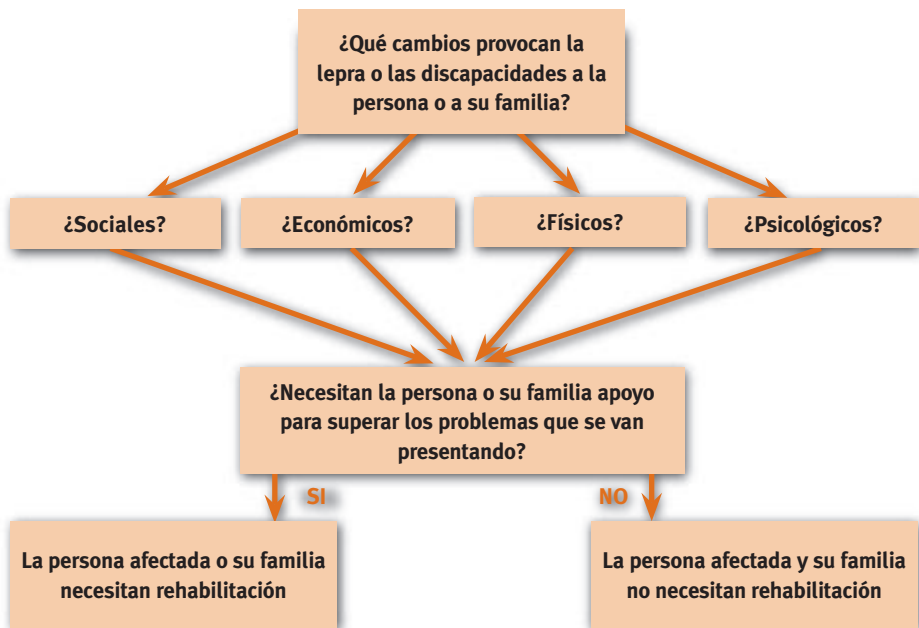 ¿Qué cambios provocan la
lepra o las discapacidades a la
persona o a su familia?
¿Sociales?
¿Económicos?
¿Físicos?
¿Psicológicos?
¿Necesitan la persona o su familia apoyo
para superar los problemas que se van
presentando?
SI
NO
La persona afectada o su familia
necesitan rehabilitación
La persona afectada y su familia
no necesitan rehabilitación